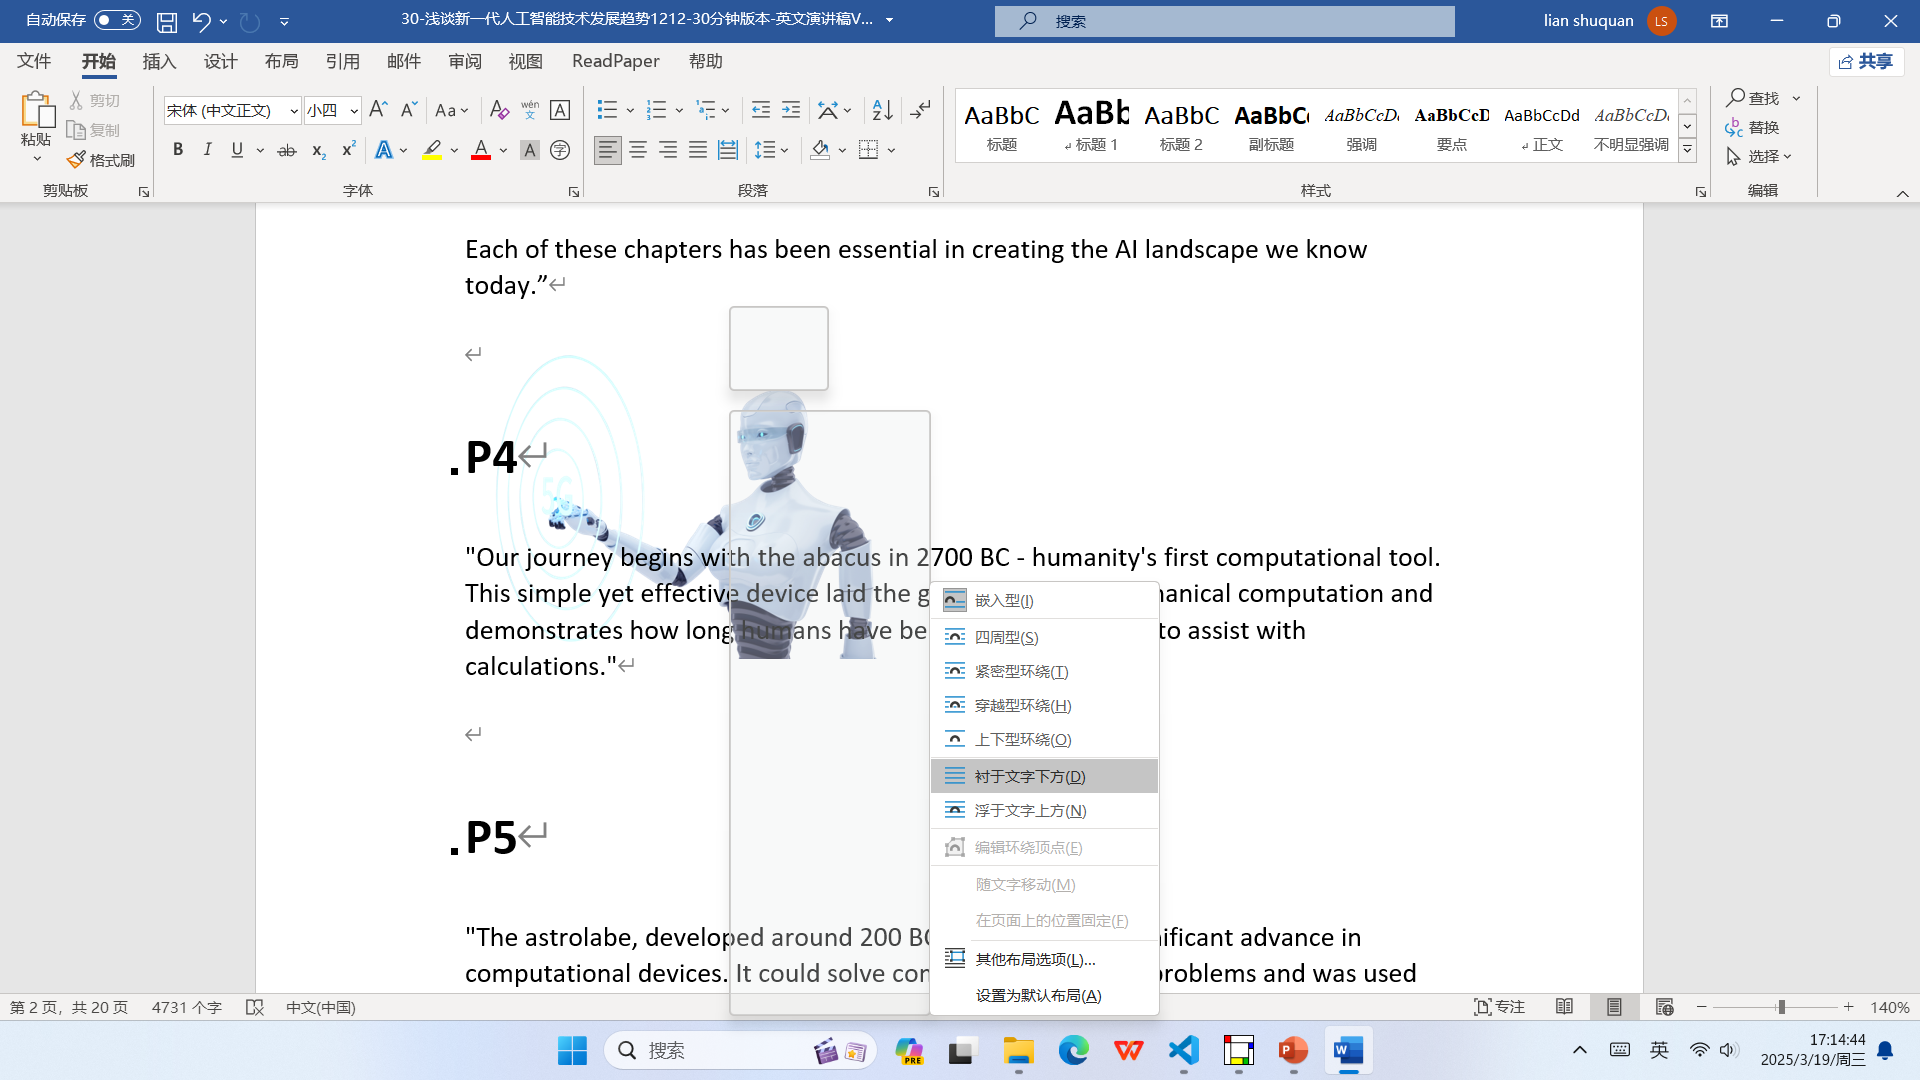 自动保存 关
30-浅谈新一代人工智能技术发展趋势1212-30分钟版本-英文演讲稿V...
搜索
lian shuquan LS
文件 开始 插入 设计 布局 引用 邮件 审阅 视图 ReadPaper 帮助 共享
粘贴 剪切 复制 格式刷
剪贴板
宋体 (中文正文) 小四
字体
段落
AaBbC 标题
AaBb 标题 1
AaBbC 标题 2
AaBbCc 副标题
AaBbCcDc 强调
AaBbCcD 要点
AaBbCcDd 正文
AaBbCcDc 不明显强调
样式
查找
替换
选择
编辑
Each of these chapters has been essential in creating the AI landscape we know
today.”
5G
P4
"Our journey begins with the abacus in 2700 BC - humanity's first computational tool.
This simple yet effective device laid the g hanical computation and
demonstrates how long humans have be to assist with
calculations."
P5
"The astrolabe, developed around 200 BC ificant advance in
computational devices. It could solve con problems and was used
嵌入型(I)
四周型(S)
紧密型环绕(T)
穿越型环绕(H)
上下型环绕(O)
衬于文字下方(D)
浮于文字上方(N)
编辑环绕顶点(E)
随文字移动(M)
在页面上的位置固定(F)
其他布局选项(L)...
设置为默认布局(A)
第 2 页，共 20 页 4731 个字 中文(中国) 专注 140%
搜索
PRE
英
17:14:44
2025/3/19/周三